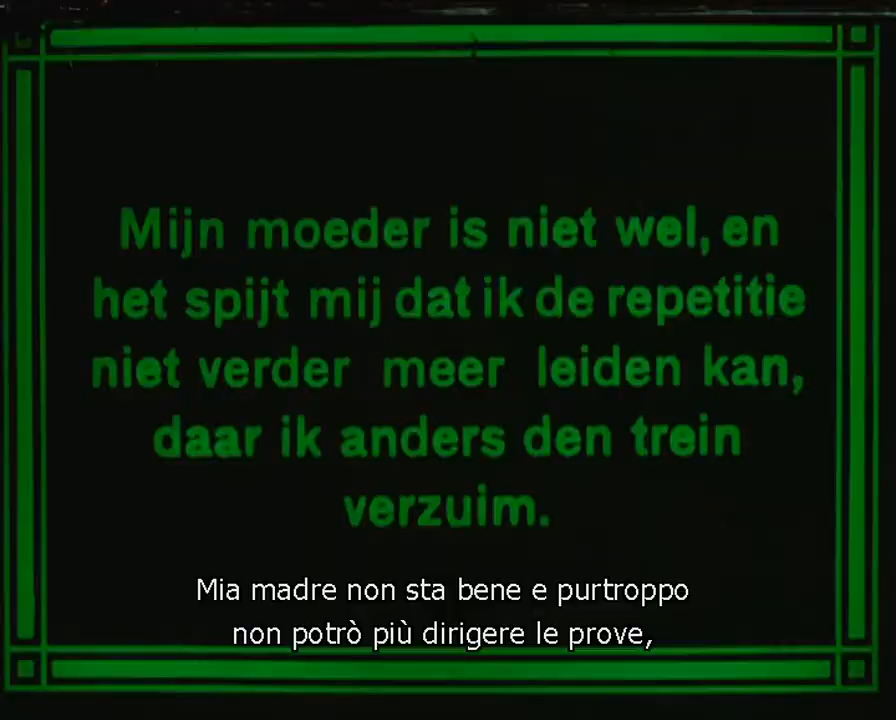 Mijn moeder is niet wel, en
het spijt mij dat ik de repetitie
niet verder meer leiden kan,
daar ik anders den trein
verzuim.
Mia madre non sta bene e purtroppo
non potrò più dirigere le prove,